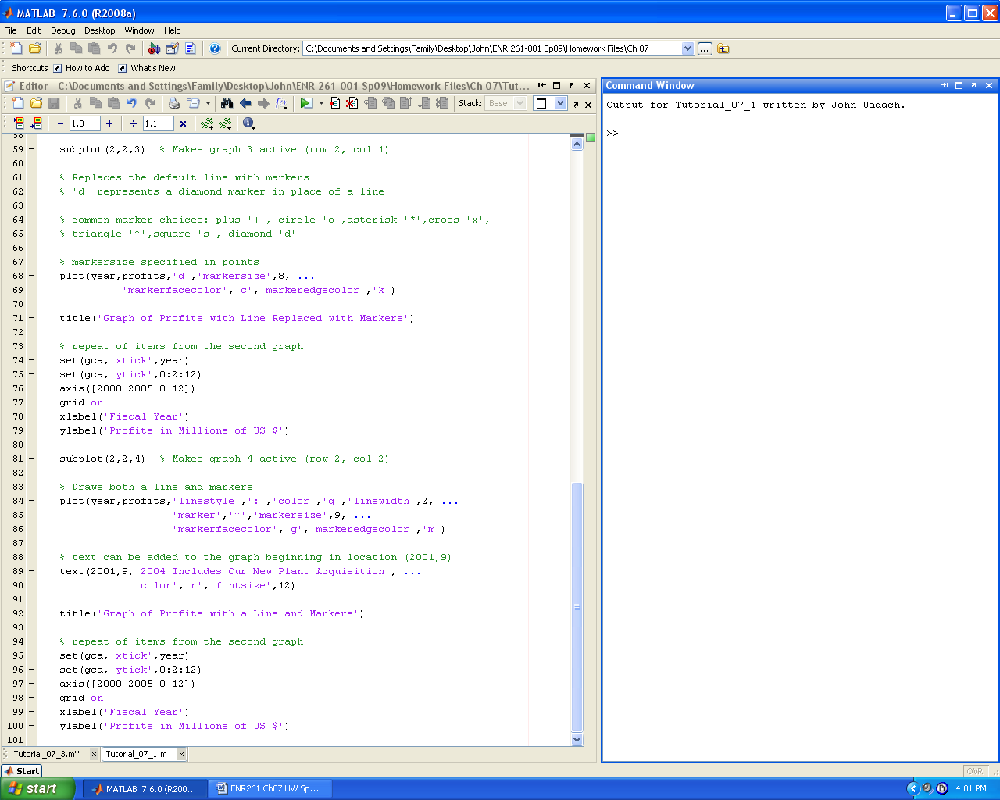 MATLAB 7.6.0 (R2008a)
File Edit Debug Desktop Window Help
Current Directory: C:\Documents and Settings\Family\Desktop\John\ENR 261-001 Sp09\Homework Files\Ch 07
Shortcuts How to Add What's New
Editor - C:\Documents and Settings\Family\Desktop\John\ENR 261-001 Sp09\Homework Files\Ch 07\Tut...
Stack: Base
1.0 1.1
58
59 subplot(2,2,3) % Makes graph 3 active (row 2, col 1)
60
61 % Replaces the default line with markers
62 % 'd' represents a diamond marker in place of a line
63
64 % common marker choices: plus '+', circle 'o',asterisk '*',cross 'x',
65 % triangle '^',square 's', diamond 'd'
66
67 % markersize specified in points
68 plot(year,profits,'d','markersize',8, ...
69 'markerfacecolor','c','markeredgecolor','k')
70
71 title('Graph of Profits with Line Replaced with Markers')
72
73 % repeat of items from the second graph
74 set(gca,'xtick',year)
75 set(gca,'ytick',0:2:12)
76 axis([2000 2005 0 12])
77 grid on
78 xlabel('Fiscal Year')
79 ylabel('Profits in Millions of US $')
80
81 subplot(2,2,4) % Makes graph 4 active (row 2, col 2)
82
83 % Draws both a line and markers
84 plot(year,profits,'linestyle',':','color','g','linewidth',2, ...
85 'marker','^','markersize',9, ...
86 'markerfacecolor','g','markeredgecolor','m')
87
88 % text can be added to the graph beginning in location (2001,9)
89 text(2001,9,'2004 Includes Our New Plant Acquisition', ...
90 'color','r','fontsize',12)
91
92 title('Graph of Profits with a Line and Markers')
93
94 % repeat of items from the second graph
95 set(gca,'xtick',year)
96 set(gca,'ytick',0:2:12)
97 axis([2000 2005 0 12])
98 grid on
99 xlabel('Fiscal Year')
100 ylabel('Profits in Millions of US $')
101
Tutorial_07_3.m* Tutorial_07_1.m
Command Window
Output for Tutorial_07_1 written by John Wadach.
>>
Start OVR
start MATLAB 7.6.0 (R200... ENR261 Ch07 HW Sp... 4:01 PM